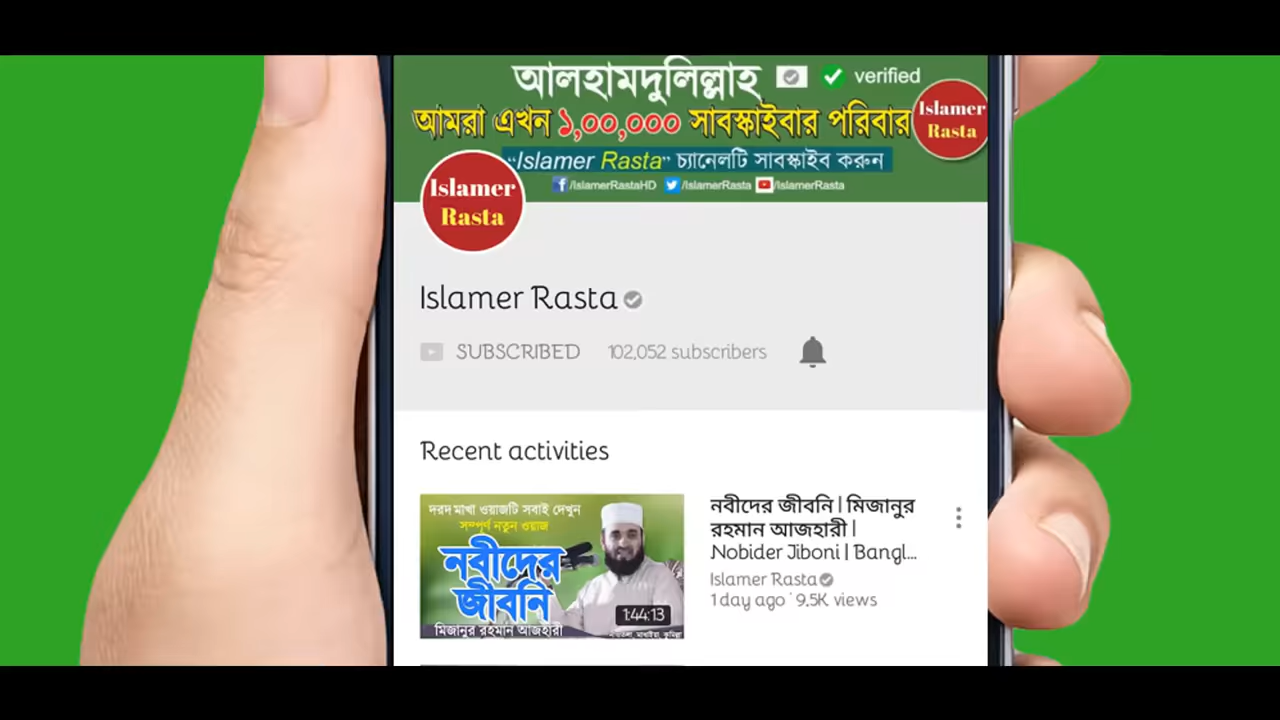 আলহামদুলিল্লাহ verified
আমরা এখন ১,০০,০০০ সাবস্কাইবার পরিবার
Islamer
Rasta
“Islamer Rasta” চ্যানেলটি সাবস্কাইব করুন
/IslamerRastaHD /IslamerRasta /IslamerRasta
Islamer
Rasta
Islamer Rasta
SUBSCRIBED 102,052 subscribers
Recent activities
দরদ মাখা ওয়াজটি সবাই দেখুন
সম্পূর্ণ নতুন ওয়াজ
নবীদের
জীবনি
1:44:13
মিজানুর রহমান আজহারী
নবীদের জীবনি | মিজানুর
রহমান আজহারী |
Nobider Jiboni | Bangl...
Islamer Rasta
1 day ago · 9.5K views